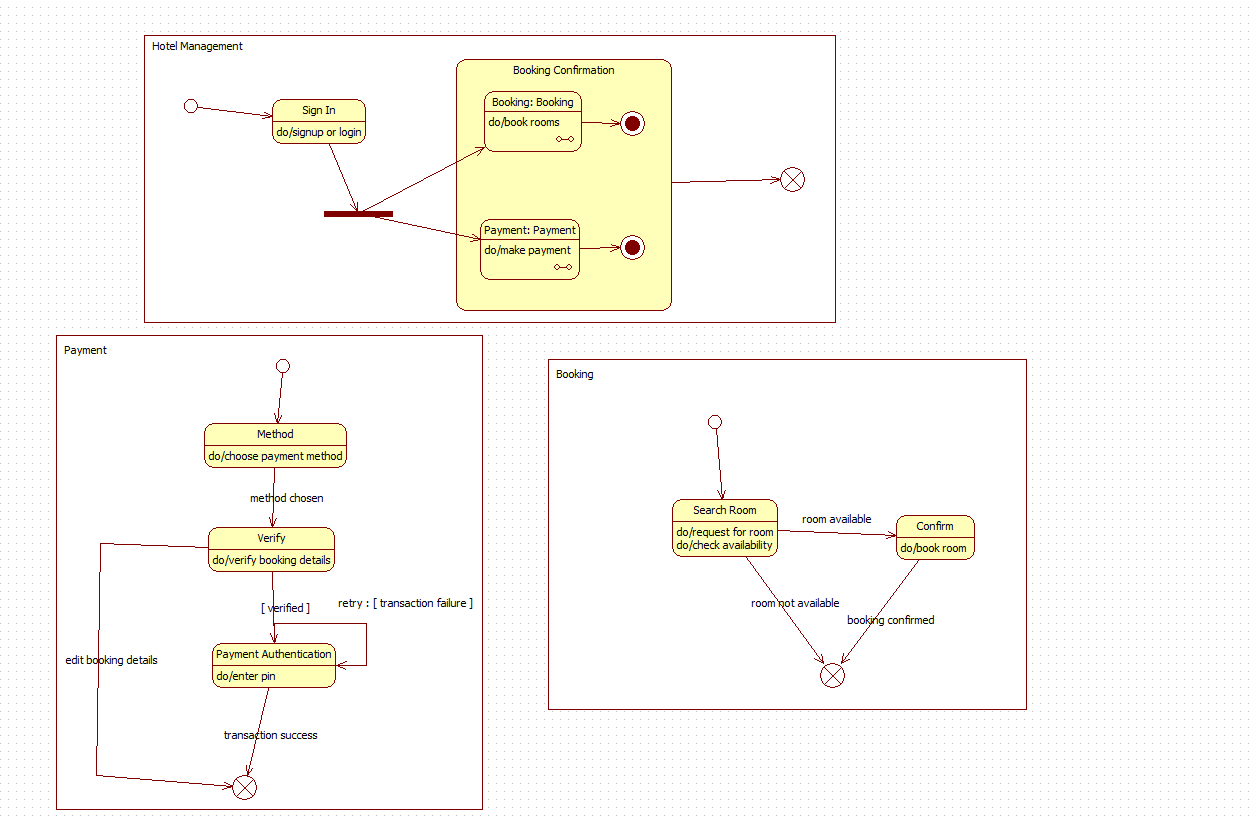 Hotel Management
Booking Confirmation
Sign In
do/signup or login
Booking: Booking
do/book rooms
Payment: Payment
do/make payment
Payment
Method
do/choose payment method
method chosen
Verify
do/verify booking details
[ verified ]
retry : [ transaction failure ]
edit booking details
Payment Authentication
do/enter pin
transaction success
Booking
Search Room
do/request for room
do/check availability
room available
Confirm
do/book room
room not available
booking confirmed